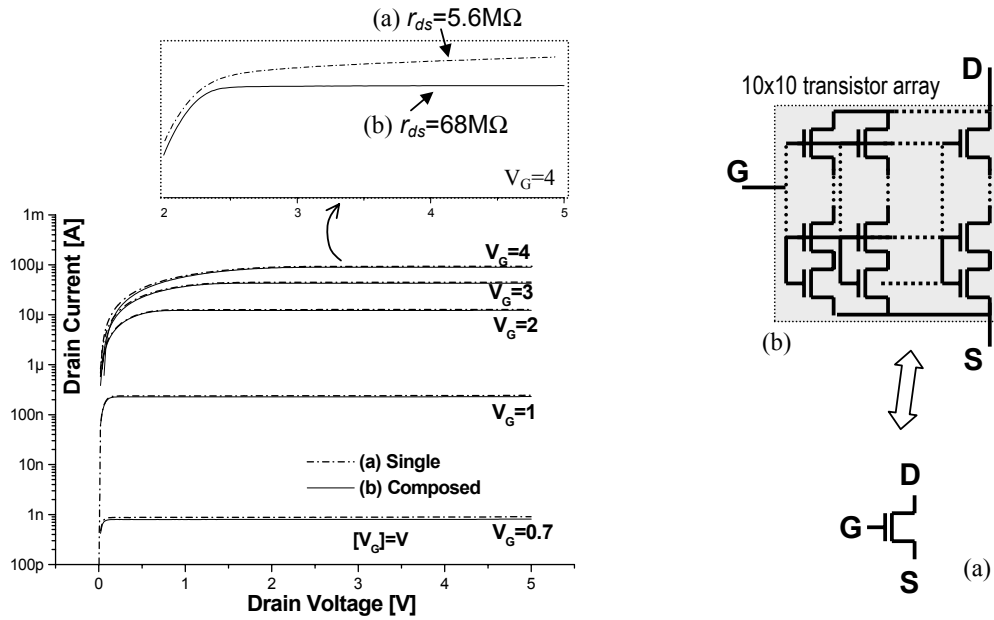 (a) r_ds=5.6MΩ
(b) r_ds=68MΩ
V_G=4
2 3 4 5
1m
100µ
10µ
1µ
100n
10n
1n
100p
Drain Current [A]
V_G=4
V_G=3
V_G=2
V_G=1
(a) Single
(b) Composed
[V_G]=V
V_G=0.7
0 1 2 3 4 5
Drain Voltage [V]
D
10x10 transistor array
G
(b)
S
D
G
S
(a)